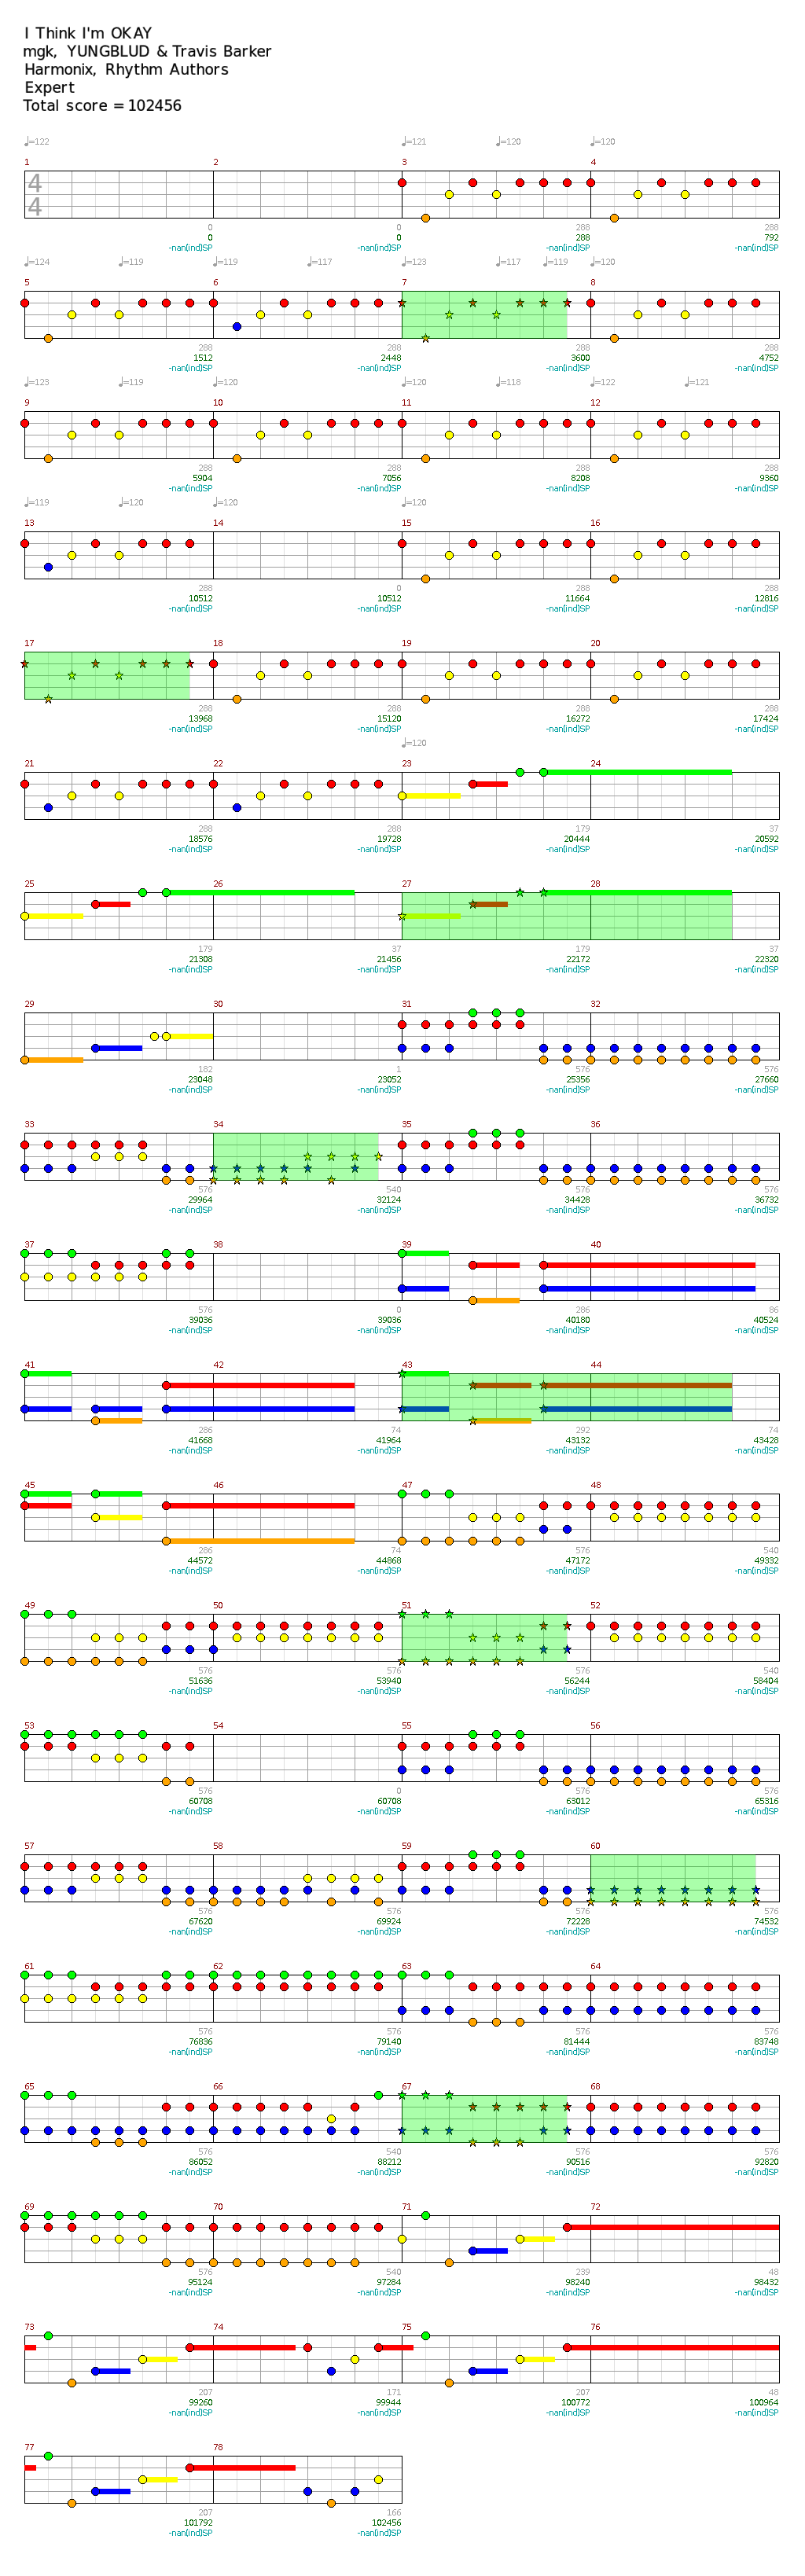 I Think I'm OKAY
mgk, YUNGBLUD & Travis Barker
Harmonix, Rhythm Authors
Expert
Total score = 102456
♩=122 ♩=121 ♩=120 ♩=120
1 2 3 4
4
4
0 0 288 288
0 0 288 792
-nan(ind)SP -nan(ind)SP -nan(ind)SP -nan(ind)SP
♩=124 ♩=119 ♩=119 ♩=117 ♩=123 ♩=117 ♩=119 ♩=120
5 6 7 8
288 288 288 288
1512 2448 3600 4752
-nan(ind)SP -nan(ind)SP -nan(ind)SP -nan(ind)SP
♩=123 ♩=119 ♩=120 ♩=120 ♩=118 ♩=122 ♩=121
9 10 11 12
288 288 288 288
5904 7056 8208 9360
-nan(ind)SP -nan(ind)SP -nan(ind)SP -nan(ind)SP
♩=119 ♩=120 ♩=120 ♩=120
13 14 15 16
288 0 288 288
10512 10512 11664 12816
-nan(ind)SP -nan(ind)SP -nan(ind)SP -nan(ind)SP
17 18 19 20
288 288 288 288
13968 15120 16272 17424
-nan(ind)SP -nan(ind)SP -nan(ind)SP -nan(ind)SP
♩=120
21 22 23 24
288 288 179 37
18576 19728 20444 20592
-nan(ind)SP -nan(ind)SP -nan(ind)SP -nan(ind)SP
25 26 27 28
179 37 179 37
21308 21456 22172 22320
-nan(ind)SP -nan(ind)SP -nan(ind)SP -nan(ind)SP
29 30 31 32
182 1 576 576
23048 23052 25356 27660
-nan(ind)SP -nan(ind)SP -nan(ind)SP -nan(ind)SP
33 34 35 36
576 540 576 576
29964 32124 34428 36732
-nan(ind)SP -nan(ind)SP -nan(ind)SP -nan(ind)SP
37 38 39 40
576 0 286 86
39036 39036 40180 40524
-nan(ind)SP -nan(ind)SP -nan(ind)SP -nan(ind)SP
41 42 43 44
286 74 292 74
41668 41964 43132 43428
-nan(ind)SP -nan(ind)SP -nan(ind)SP -nan(ind)SP
45 46 47 48
286 74 576 540
44572 44868 47172 49332
-nan(ind)SP -nan(ind)SP -nan(ind)SP -nan(ind)SP
49 50 51 52
576 576 576 540
51636 53940 56244 58404
-nan(ind)SP -nan(ind)SP -nan(ind)SP -nan(ind)SP
53 54 55 56
576 0 576 576
60708 60708 63012 65316
-nan(ind)SP -nan(ind)SP -nan(ind)SP -nan(ind)SP
57 58 59 60
576 576 576 576
67620 69924 72228 74532
-nan(ind)SP -nan(ind)SP -nan(ind)SP -nan(ind)SP
61 62 63 64
576 576 576 576
76836 79140 81444 83748
-nan(ind)SP -nan(ind)SP -nan(ind)SP -nan(ind)SP
65 66 67 68
576 540 576 576
86052 88212 90516 92820
-nan(ind)SP -nan(ind)SP -nan(ind)SP -nan(ind)SP
69 70 71 72
576 540 239 48
95124 97284 98240 98432
-nan(ind)SP -nan(ind)SP -nan(ind)SP -nan(ind)SP
73 74 75 76
207 171 207 48
99260 99944 100772 100964
-nan(ind)SP -nan(ind)SP -nan(ind)SP -nan(ind)SP
77 78
207 166
101792 102456
-nan(ind)SP -nan(ind)SP